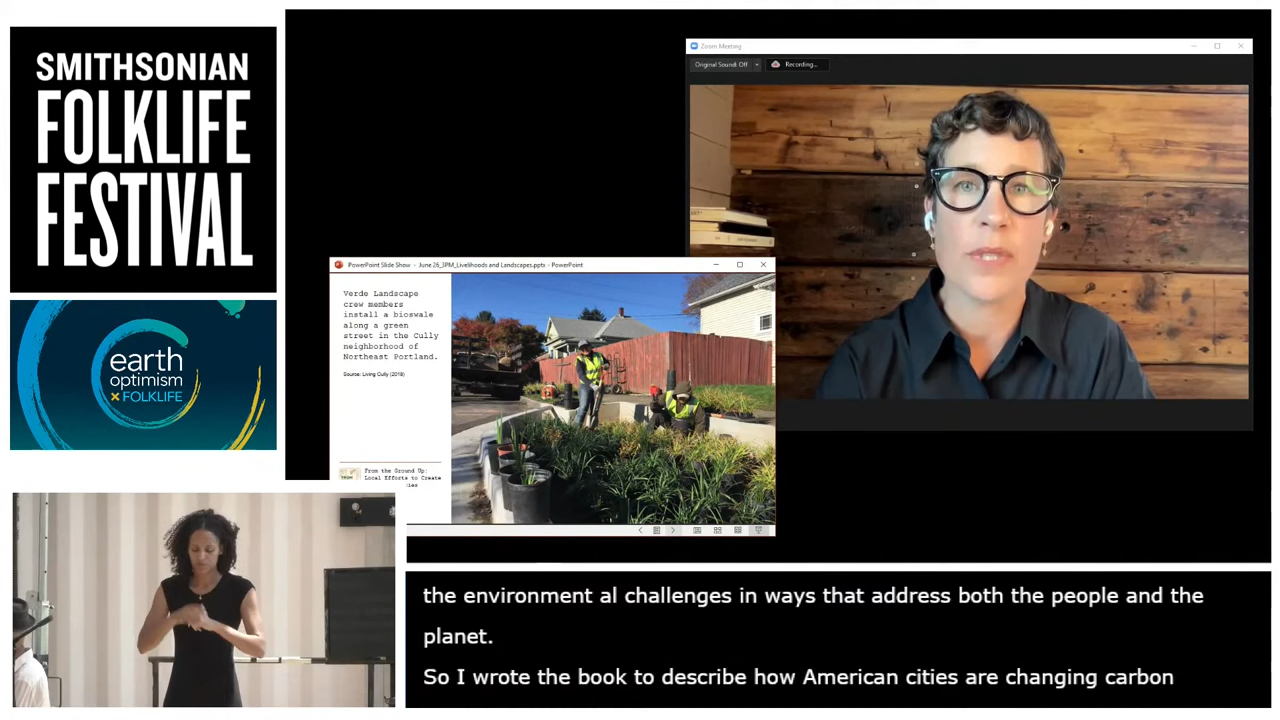 SMITHSONIAN
FOLKLIFE
FESTIVAL
earth
optimism
× FOLKLIFE
Zoom Meeting
Original Sound: Off
Recording...
PowerPoint Slide Show - June 26_3PM_Livelihoods and Landscapes.pptx - PowerPoint
Verde Landscape
crew members
install a bioswale
along a green
street in the Cully
neighborhood of
Northeast Portland.
Source: Living Cully (2018)
From the Ground Up:
Local Efforts to Create
ies
the environment al challenges in ways that address both the people and the
planet.
So I wrote the book to describe how American cities are changing carbon